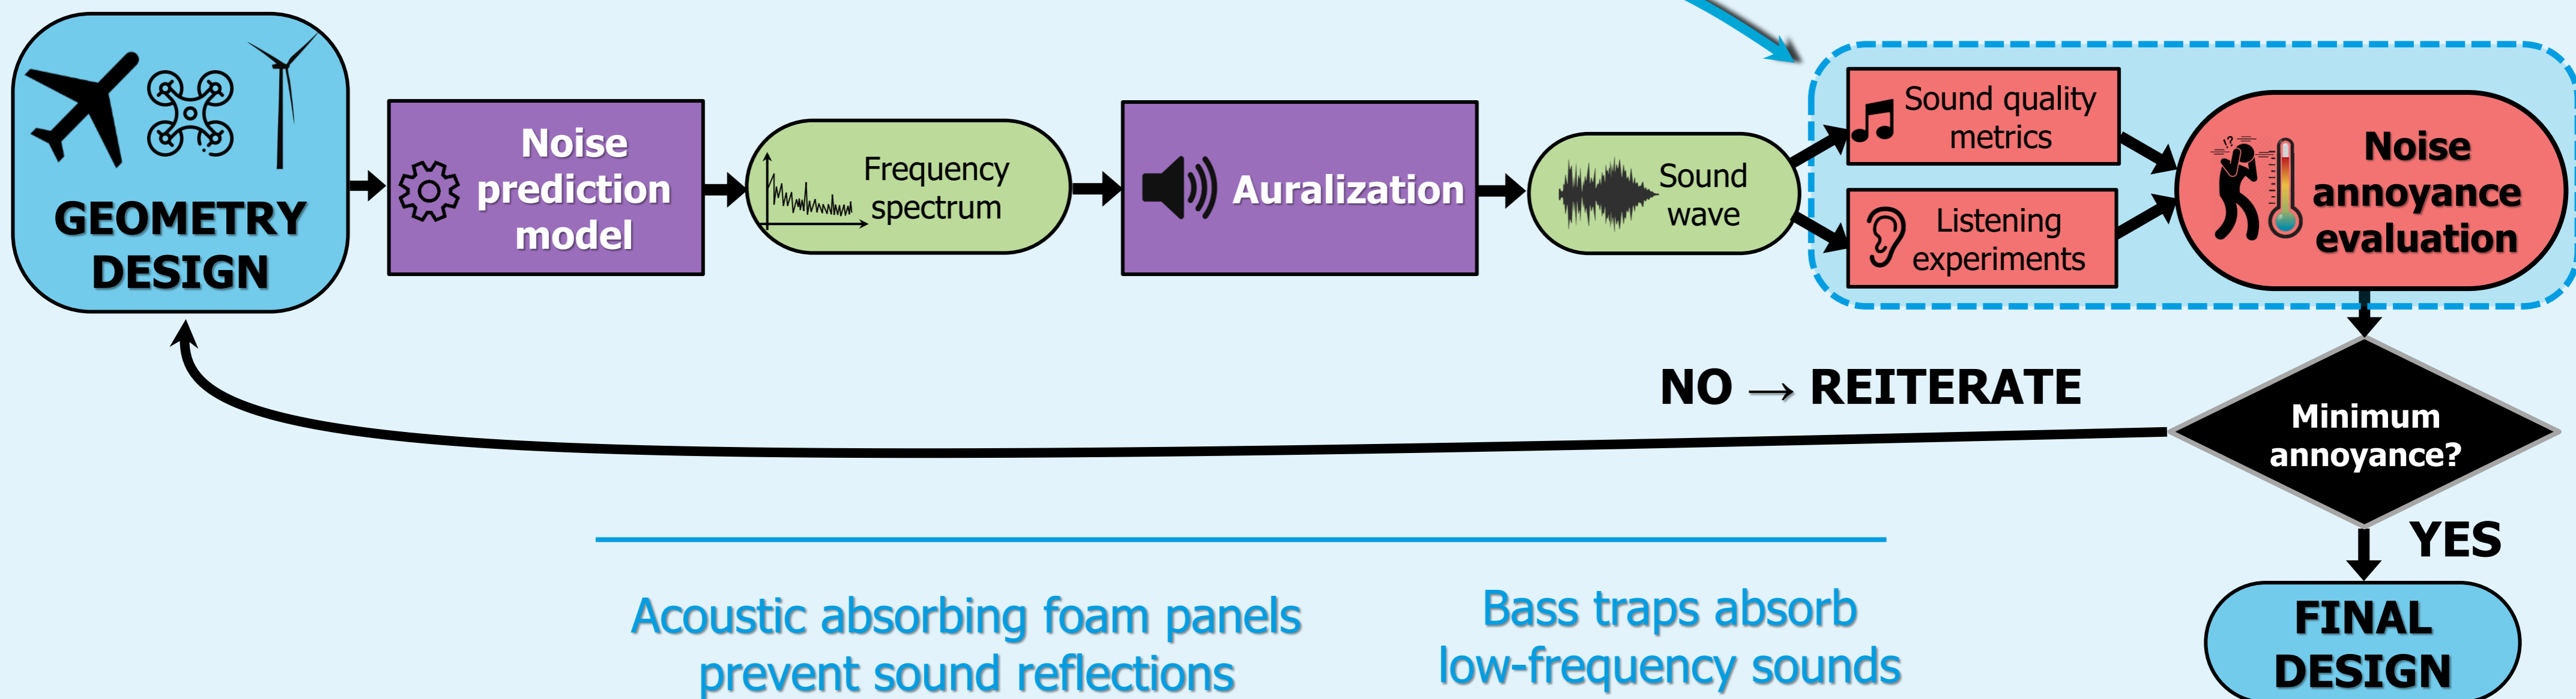 GEOMETRY
DESIGN
Noise
prediction
model
Frequency
spectrum
Auralization
Sound
wave
Sound quality
metrics
Listening
experiments
!?
Noise
annoyance
evaluation
NO → REITERATE
Minimum
annoyance?
YES
FINAL
DESIGN
Acoustic absorbing foam panels
prevent sound reflections
Bass traps absorb
low-frequency sounds